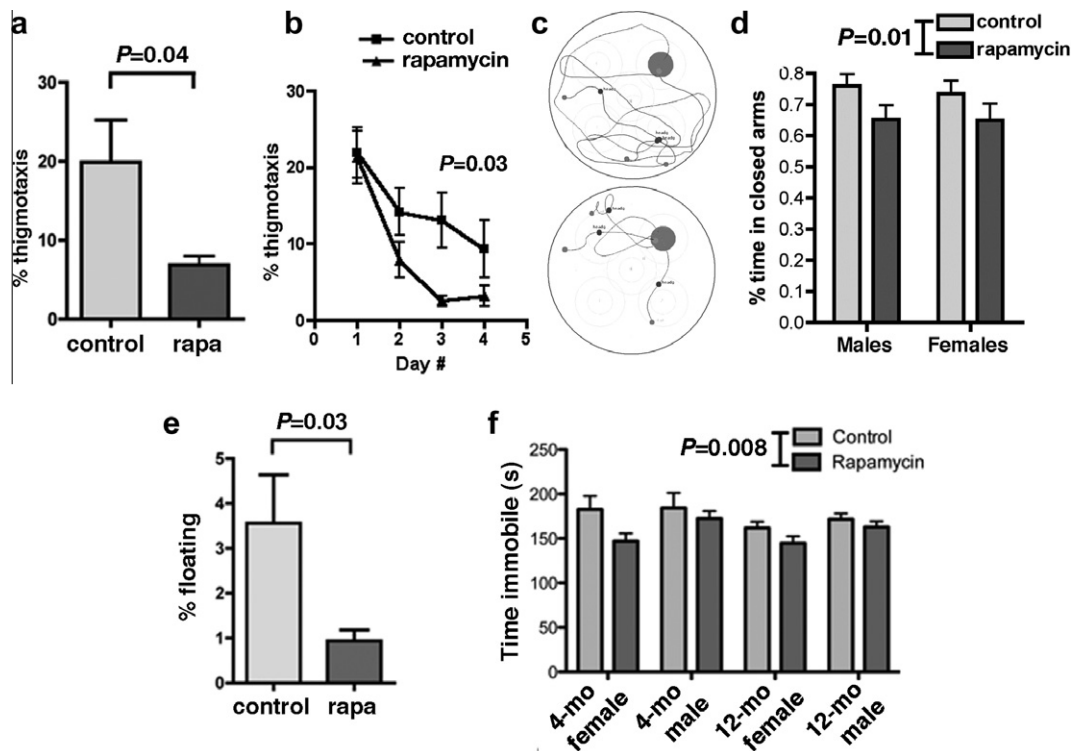 a
P=0.04
% thigmotaxis
30
20
10
0
control rapa
b
control
rapamycin
P=0.03
% thigmotaxis
30
20
10
0
0 1 2 3 4 5
Day #
c
d
P=0.01
control
rapamycin
% time in closed arms
0.8
0.7
0.6
0.5
0.4
0.3
0.2
0.1
0.0
Males Females
e
P=0.03
% floating
5
4
3
2
1
0
control rapa
f
P=0.008
Control
Rapamycin
Time immobile (s)
250
200
150
100
50
0
4-mo female
4-mo male
12-mo female
12-mo male